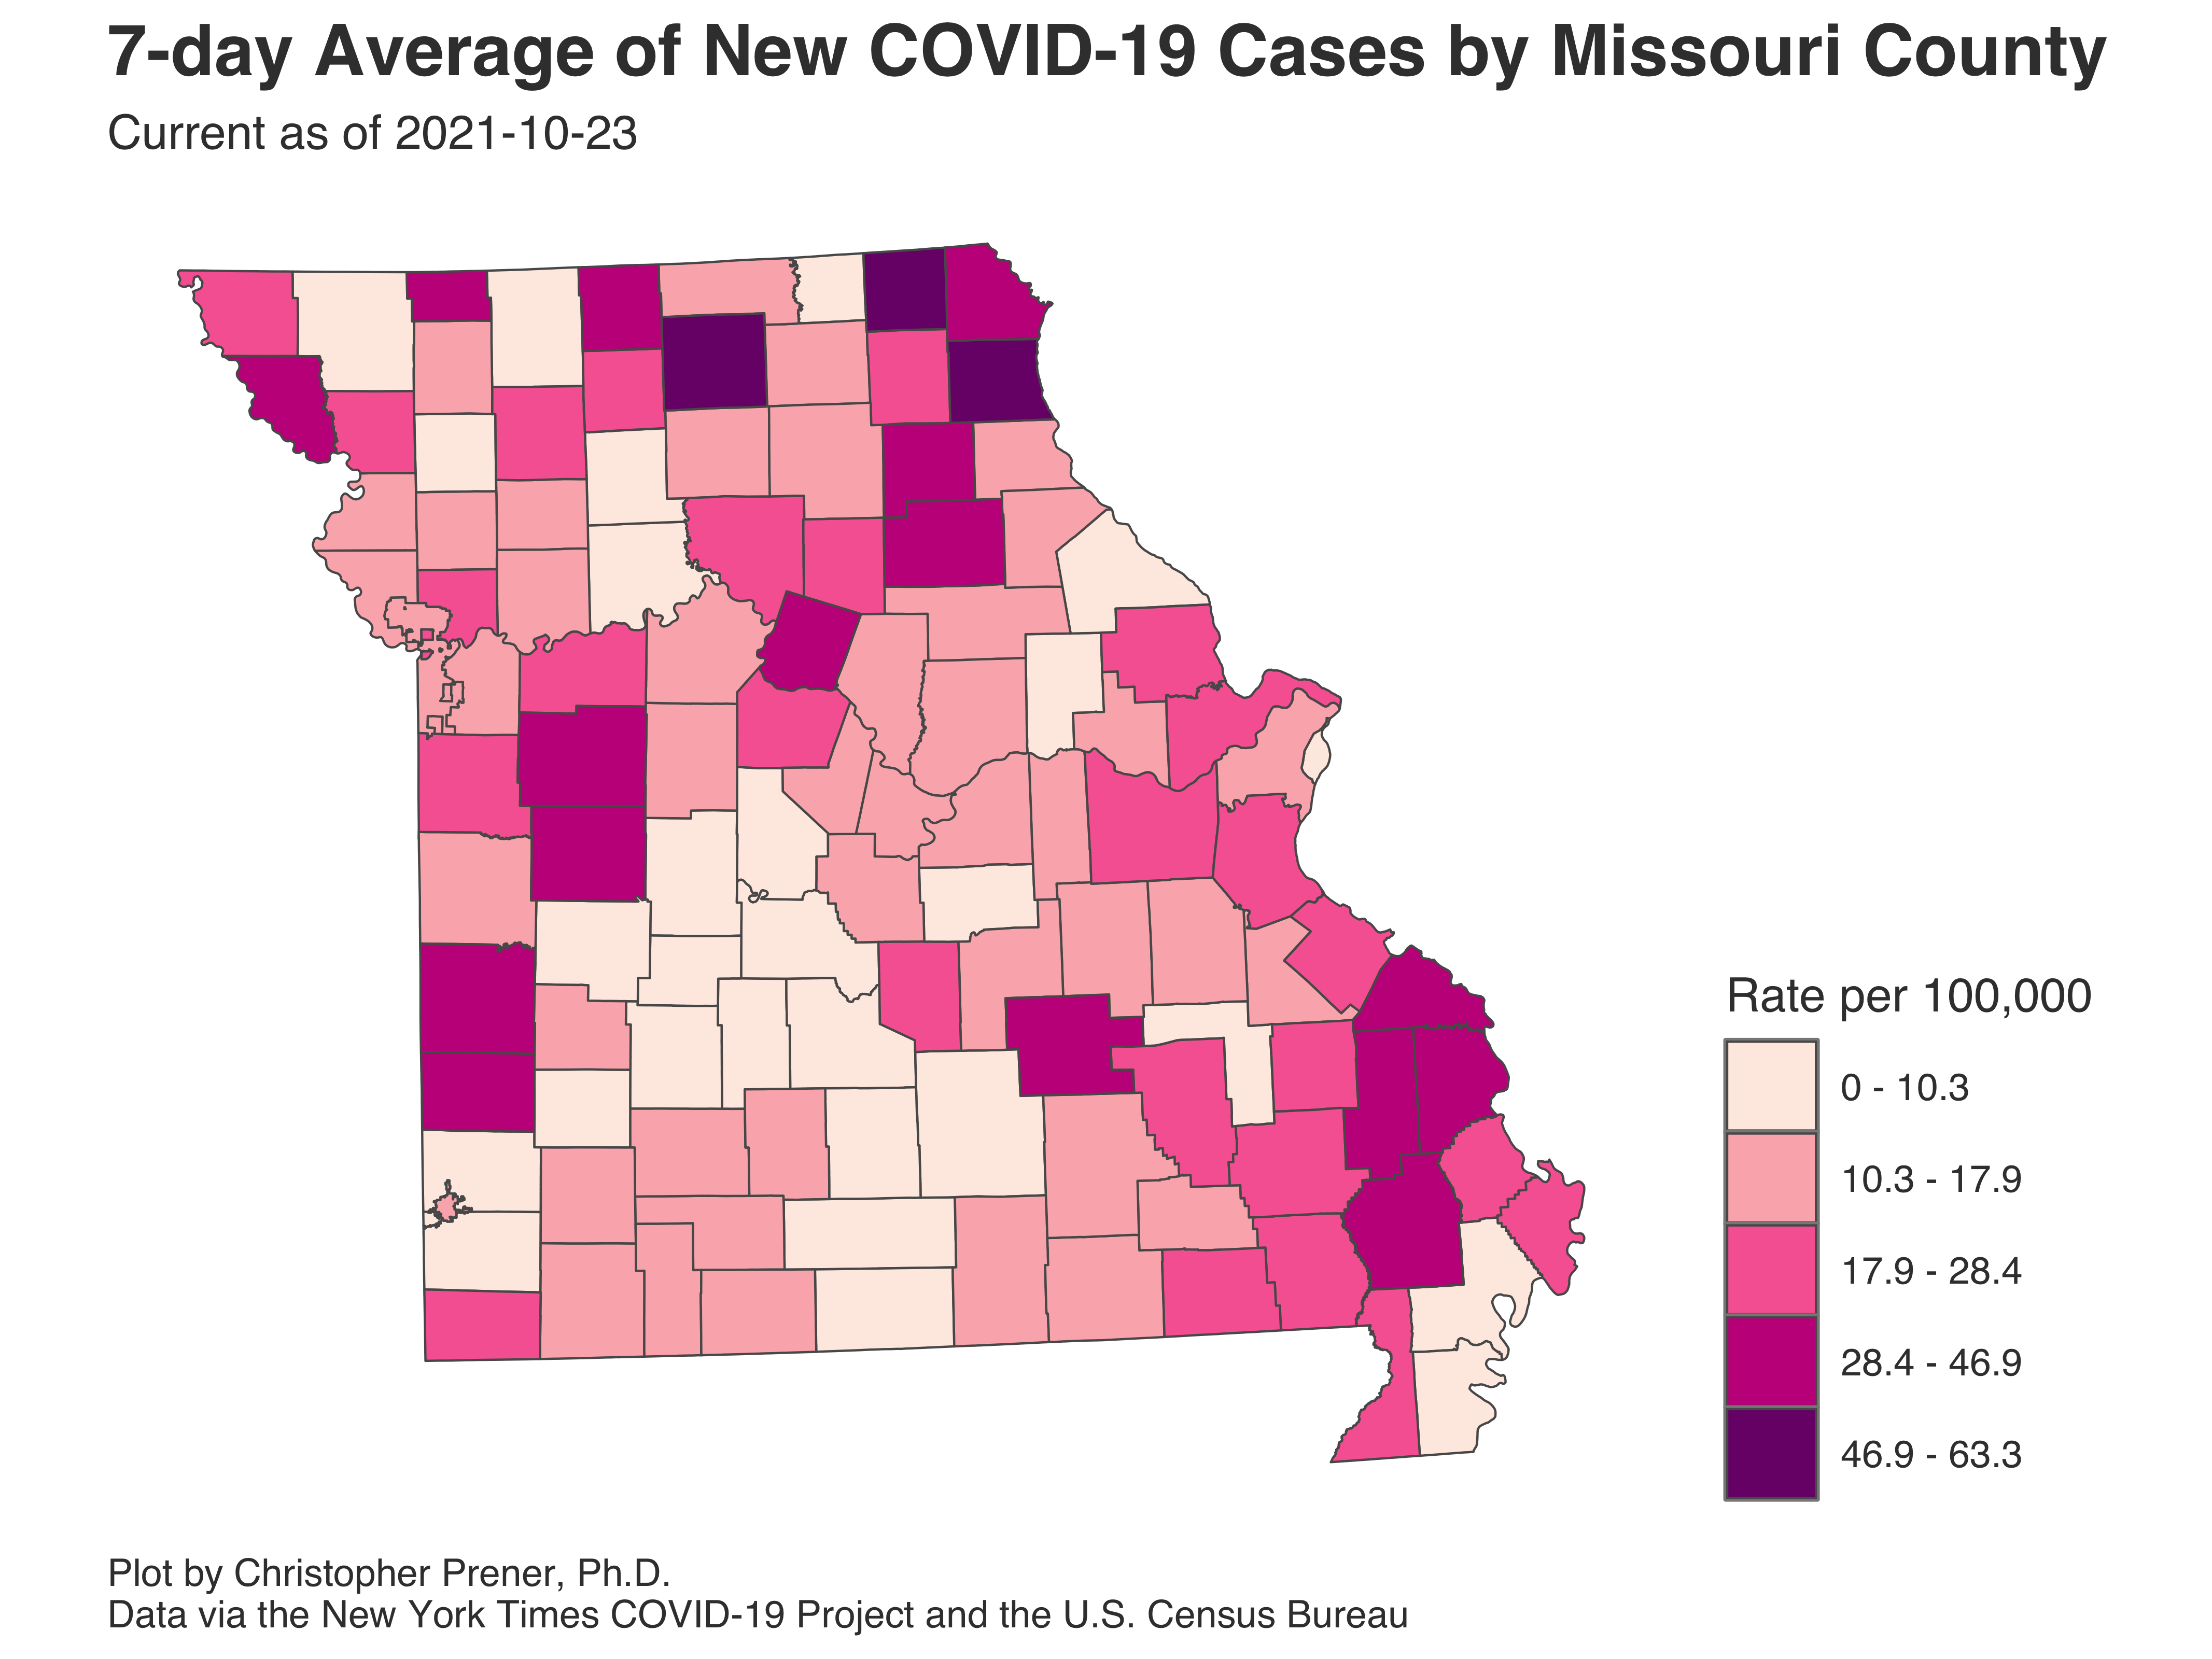 7-day Average of New COVID-19 Cases by Missouri County
Current as of 2021-10-23
Rate per 100,000
0 - 10.3
10.3 - 17.9
17.9 - 28.4
28.4 - 46.9
46.9 - 63.3
Plot by Christopher Prener, Ph.D.
Data via the New York Times COVID-19 Project and the U.S. Census Bureau